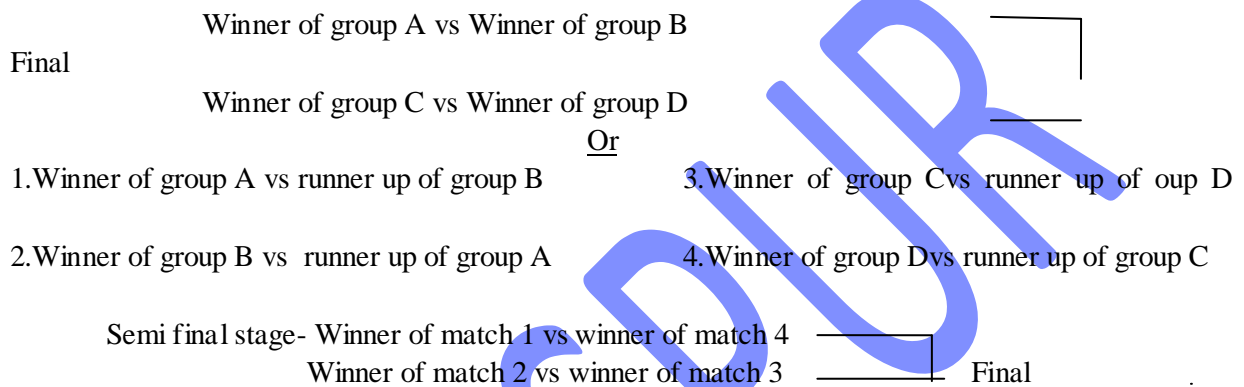 Winner of group A vs Winner of group B
Final
Winner of group C vs Winner of group D
Or
1.Winner of group A vs runner up of group B 3.Winner of group Cvs runner up of oup D
2.Winner of group B vs runner up of group A 4.Winner of group Dvs runner up of group C
Semi final stage- Winner of match 1 vs winner of match 4
Winner of match 2 vs winner of match 3 Final .